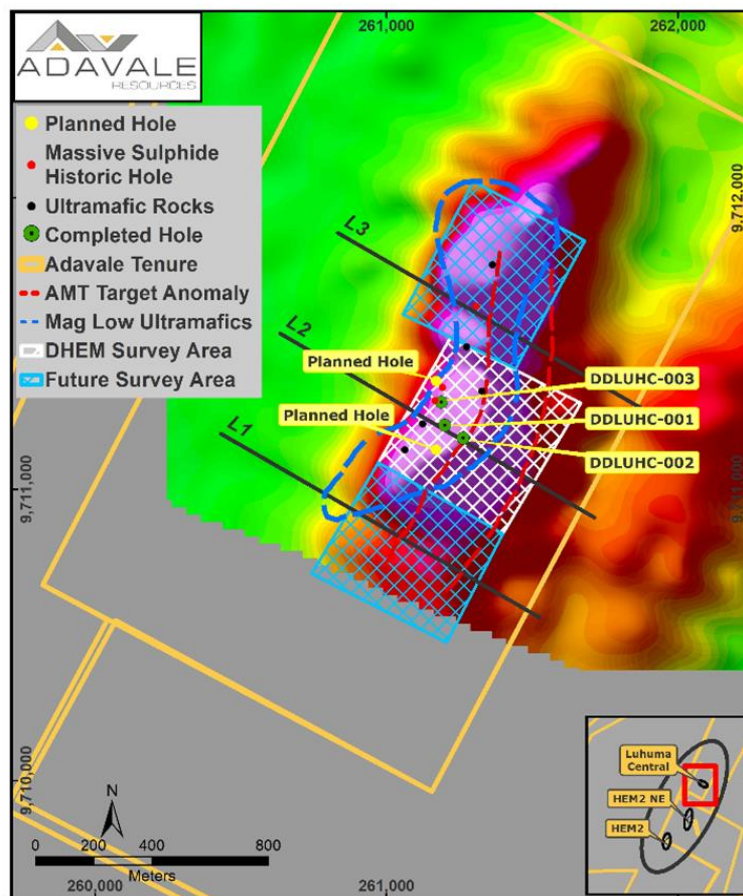 261,000
262,000
ADAVALE
RESOURCES
Planned Hole
Massive Sulphide
Historic Hole
Ultramafic Rocks
Completed Hole
Adavale Tenure
AMT Target Anomaly
Mag Low Ultramafics
DHEM Survey Area
Future Survey Area
9,712,000
L3
L2
L1
Planned Hole
Planned Hole
DDLUHC-003
DDLUHC-001
DDLUHC-002
9,711,000
9,711,000
9,710,000
N
0 200 400 800
Meters
260,000
261,000
Luhuma
Central
HEM2 NE
HEM2